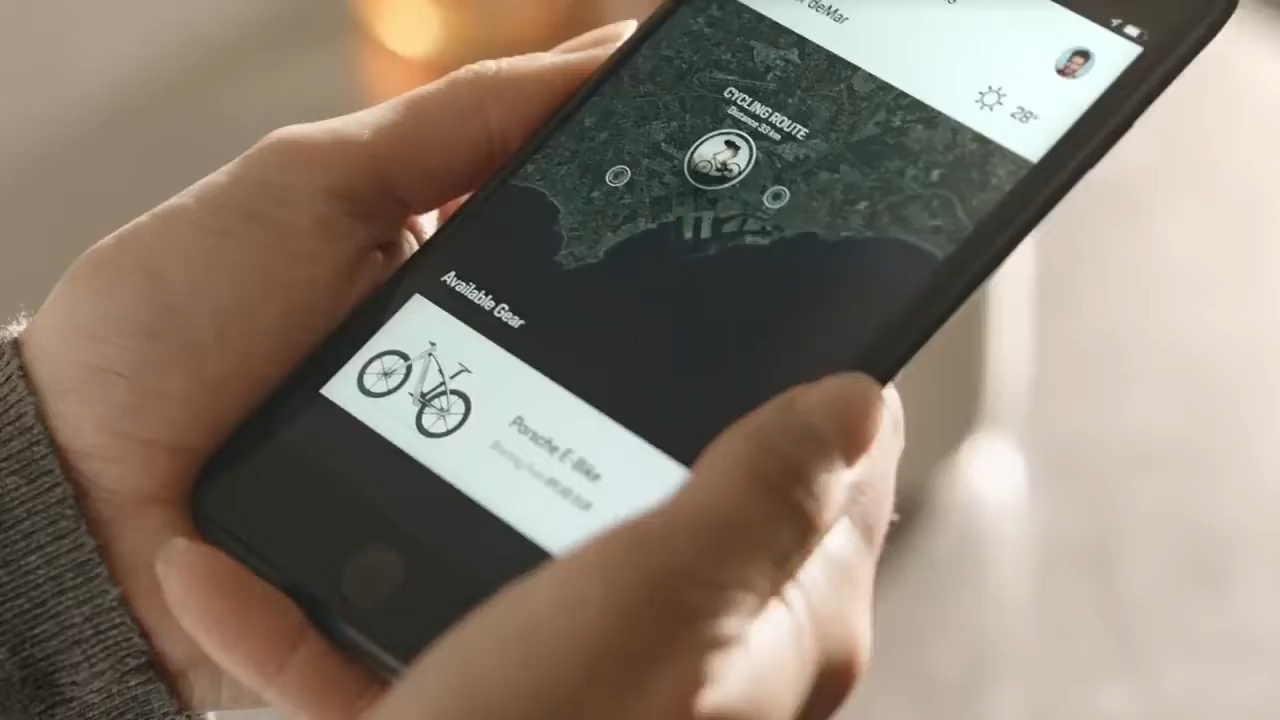 deMar
28°
CYCLING ROUTE
Distance 33 km
Available Gear
Porsche E-Bike